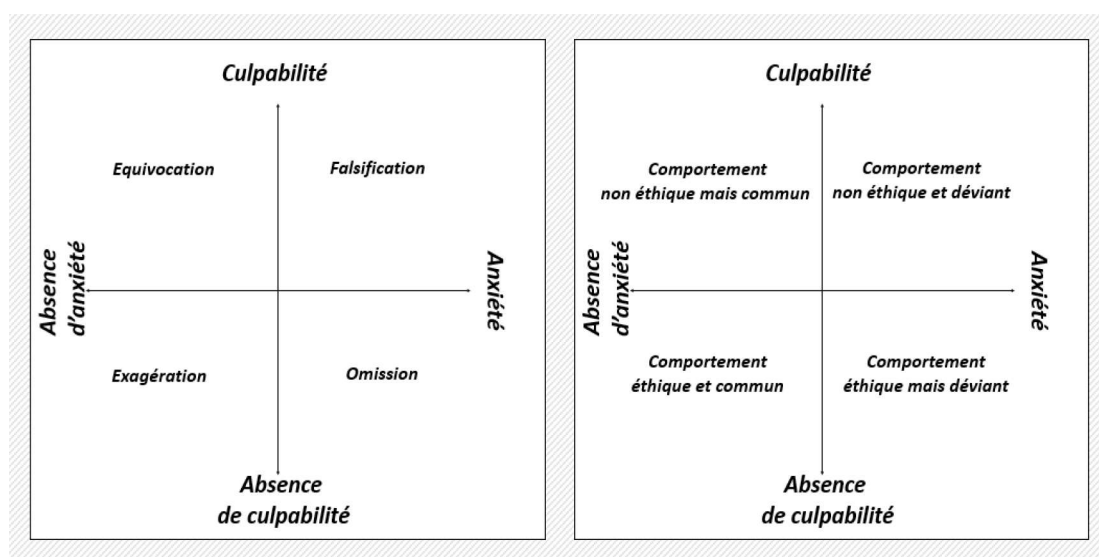 Culpabilité
Equivocation
Falsification
Absence
d'anxiété
Anxiété
Exagération
Omission
Absence
de culpabilité
Culpabilité
Comportement
non éthique mais commun
Comportement
non éthique et déviant
Absence
d'anxiété
Anxiété
Comportement
éthique et commun
Comportement
éthique mais déviant
Absence
de culpabilité